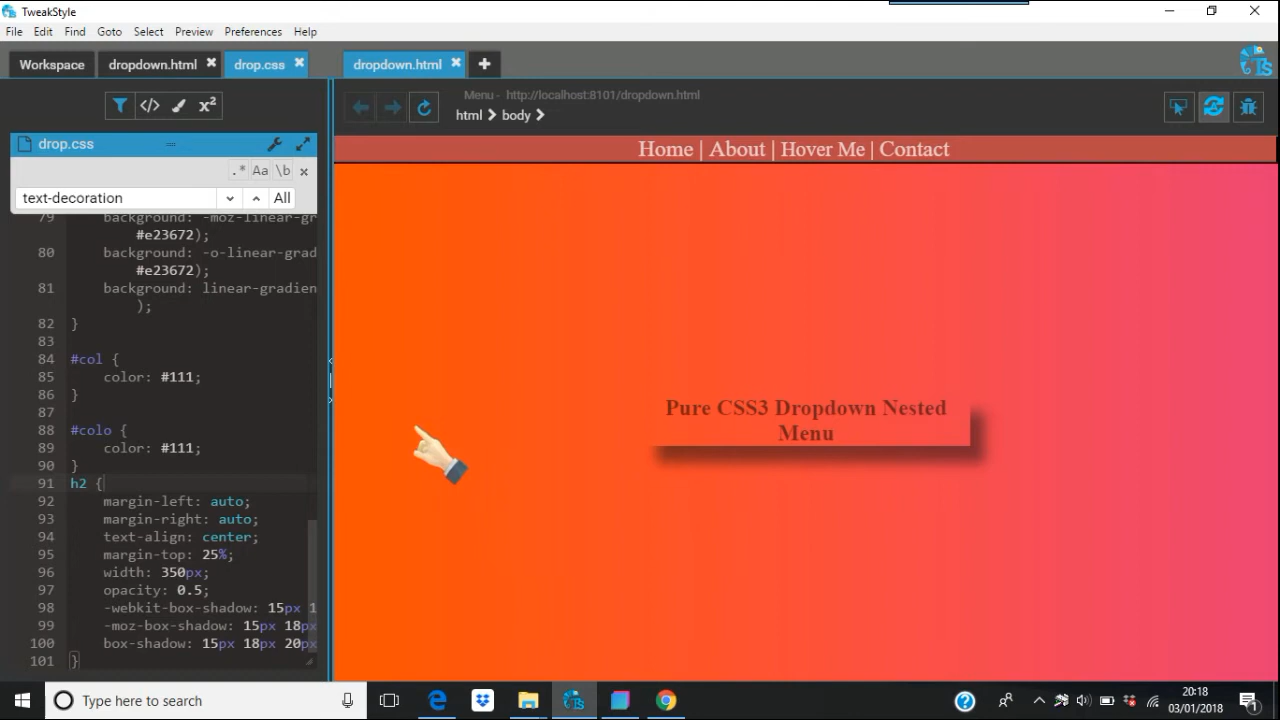 TweakStyle
File Edit Find Goto Select Preview Preferences Help
Workspace dropdown.html drop.css dropdown.html
TS
</> x²
Menu - http://localhost:8101/dropdown.html
html body
drop.css
.* Aa \b ×
text-decoration All
Home | About | Hover Me | Contact
79 background: -moz-linear-gr
#e23672);
80 background: -o-linear-grad
#e23672);
81 background: linear-gradien
);
82 }
83
84 #col {
85 color: #111;
86 }
87
88 #colo {
89 color: #111;
90 }
91 h2 {
92 margin-left: auto;
93 margin-right: auto;
94 text-align: center;
95 margin-top: 25%;
96 width: 350px;
97 opacity: 0.5;
98 -webkit-box-shadow: 15px 1
99 -moz-box-shadow: 15px 18px
100 box-shadow: 15px 18px 20px
101 }
Pure CSS3 Dropdown Nested
Menu
Type here to search
20:18
03/01/2018
1